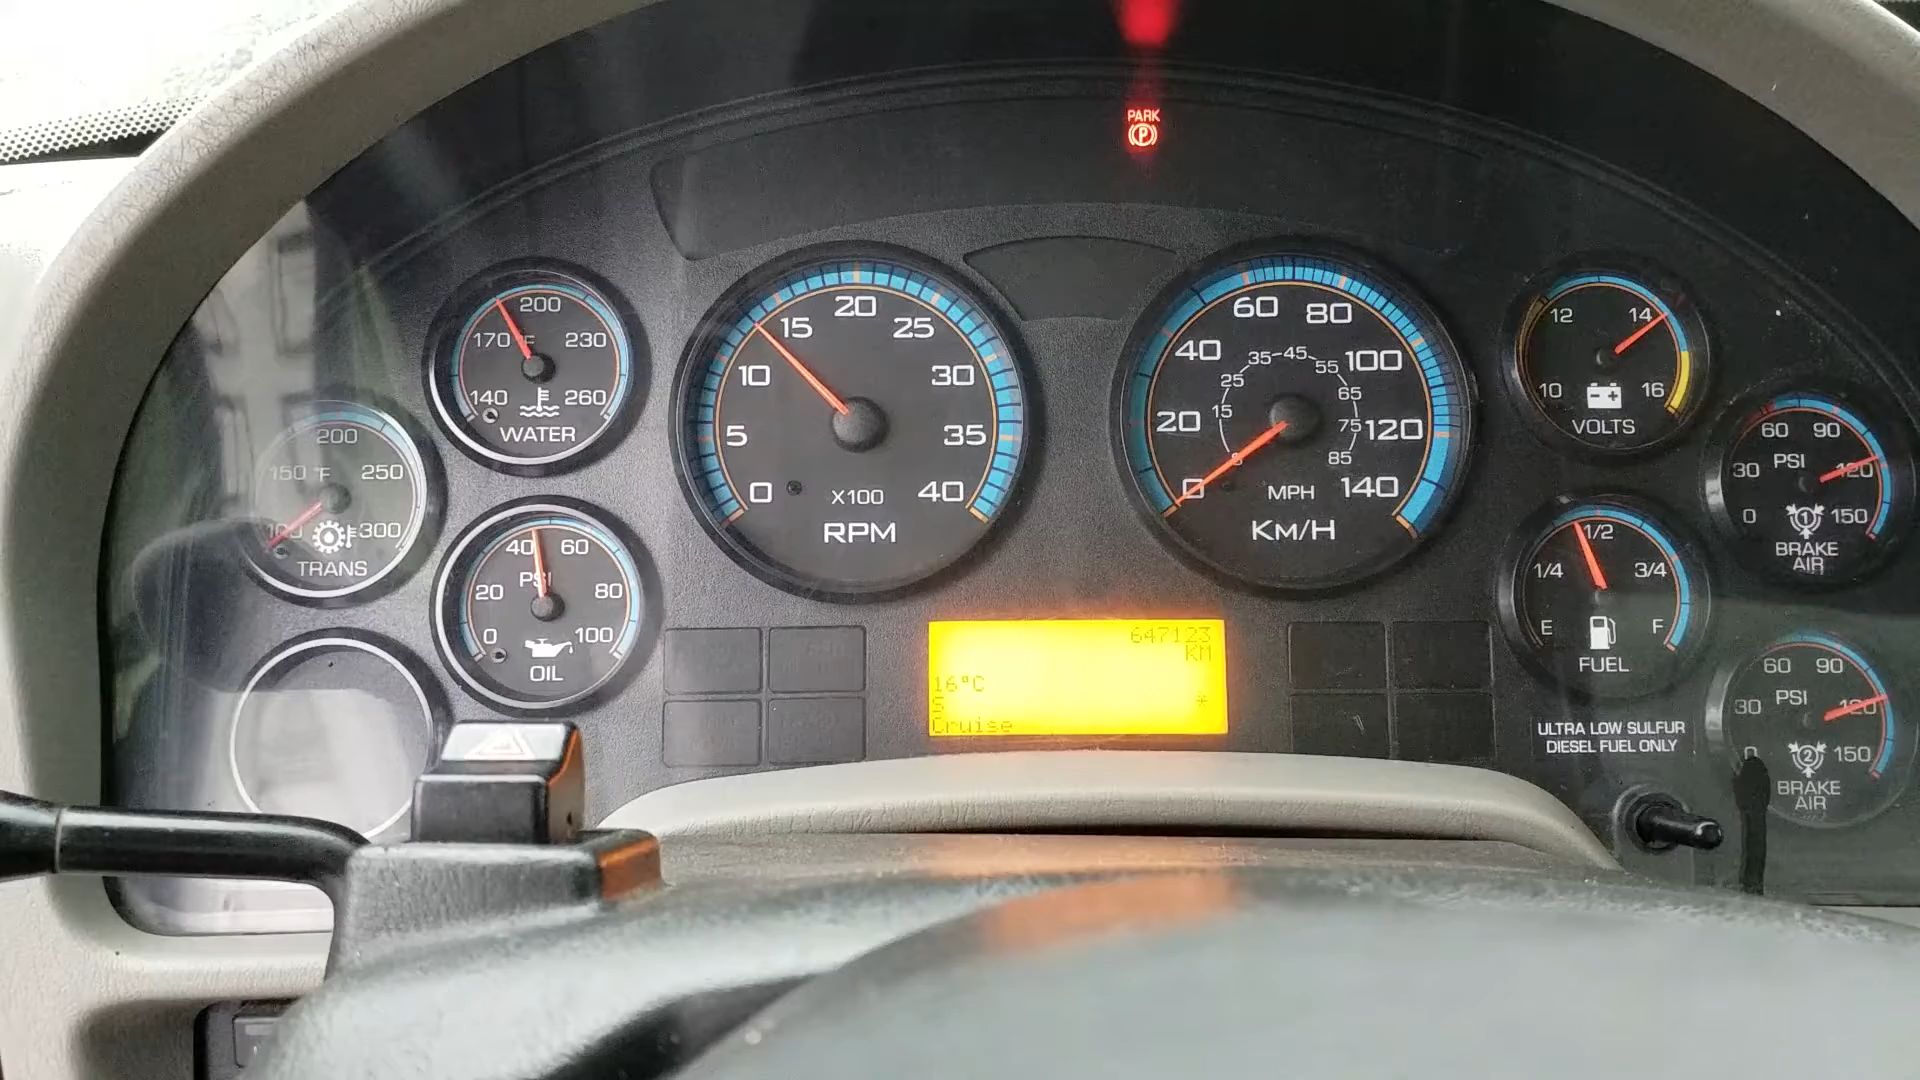 PARK
P
200
170 °F 230
140 260
WATER
200
150 °F 250
100 300
TRANS
40 60
PSI
20 80
0 100
OIL
20
15 25
10 30
5 35
0 40
X100
RPM
60 80
40 100
20 120
0 140
35 45 55
25 65
15 75
5 85
MPH
KM/H
12 14
10 16
VOLTS
1/2
1/4 3/4
E F
FUEL
ULTRA LOW SULFUR
DIESEL FUEL ONLY
60 90
PSI
30 120
0 150
1
BRAKE
AIR
60 90
PSI
30 120
0 150
2
BRAKE
AIR
647123
KM
16°C
S *
Cruise